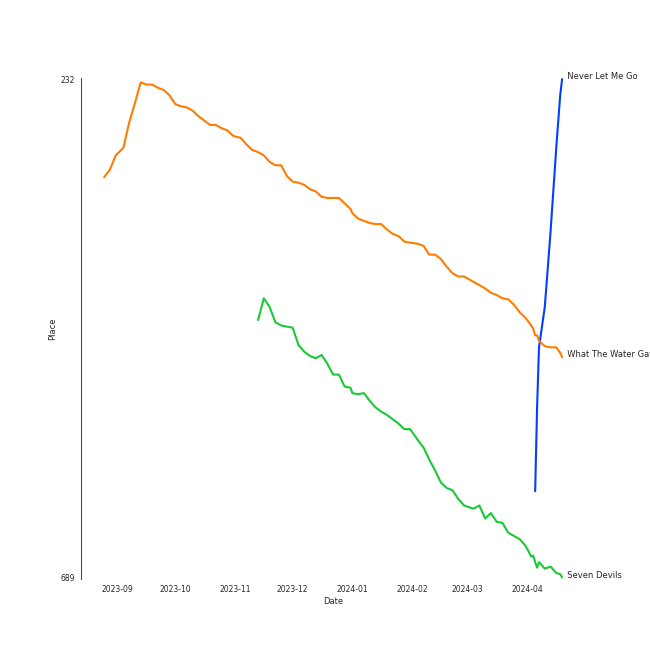 232
Never Let Me Go
Place
What The Water Ga
689
Seven Devils
2023-09 2023-10 2023-11 2023-12 2024-01 2024-02 2024-03 2024-04
Date